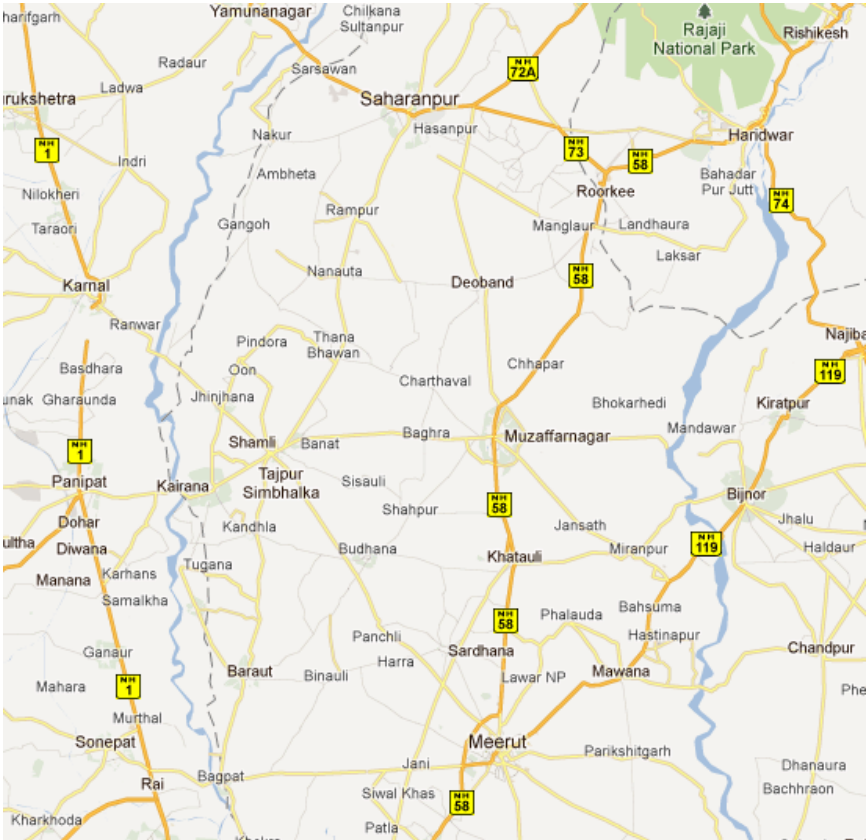 Yamunanagar
Chilkana
Sultanpur
harifgarh
Rajaji
National Park
Rishikesh
Radaur
Sarsawan
NH
72A
Ladwa
Saharanpur
urukshetra
Hasanpur
Nakur
Haridwar
NH
1
NH
73
NH
58
Indri
Ambheta
Bahadar
Pur Jutt
Nilokheri
Roorkee
NH
74
Rampur
Taraori
Gangoh
Manglaur
Landhaura
Laksar
Nanauta
NH
58
Karnal
Deoband
Ranwar
Pindora
Thana
Bhawan
Najiba
Chhapar
Basdhara
Oon
NH
119
Charthaval
unak
Gharaunda
Jhinjhana
Bhokarhedi
Kiratpur
Mandawar
Shamli
Banat
Baghra
Muzaffarnagar
NH
1
Tajpur
Simbhalka
Panipat
Kairana
Sisauli
Bijnor
NH
58
Shahpur
Dohar
Kandhla
Jansath
Jhalu
ultha
Diwana
Budhana
Khatauli
Miranpur
NH
119
Haldaur
Tugana
Karhans
Manana
Samalkha
Bahsuma
NH
58
Phalauda
Panchli
Hastinapur
Ganaur
Sardhana
Chandpur
Harra
Baraut
Binauli
Lawar NP
Mawana
Mahara
NH
1
Phe
Murthal
Sonepat
Meerut
Parikshitgarh
Jani
Dhanaura
Rai
Bagpat
Siwal Khas
Bachhraon
NH
58
Kharkhoda
Patla